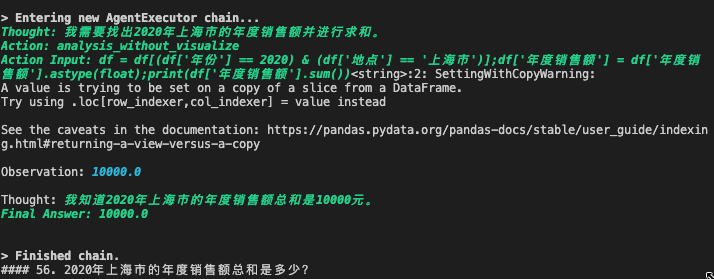 > Entering new AgentExecutor chain...
Thought: 我需要找出2020年上海市的年度销售额并进行求和。
Action: analysis_without_visualize
Action Input: df = df[(df['年份'] == 2020) & (df['地点'] == '上海市')];df['年度销售额'] = df['年度销
售额'].astype(float);print(df['年度销售额'].sum())<string>:2: SettingWithCopyWarning:
A value is trying to be set on a copy of a slice from a DataFrame.
Try using .loc[row_indexer,col_indexer] = value instead
See the caveats in the documentation: https://pandas.pydata.org/pandas-docs/stable/user_guide/indexin
g.html#returning-a-view-versus-a-copy
Observation: 10000.0
Thought: 我知道2020年上海市的年度销售额总和是10000元。
Final Answer: 10000.0
> Finished chain.
#### 56. 2020年上海市的年度销售额总和是多少?